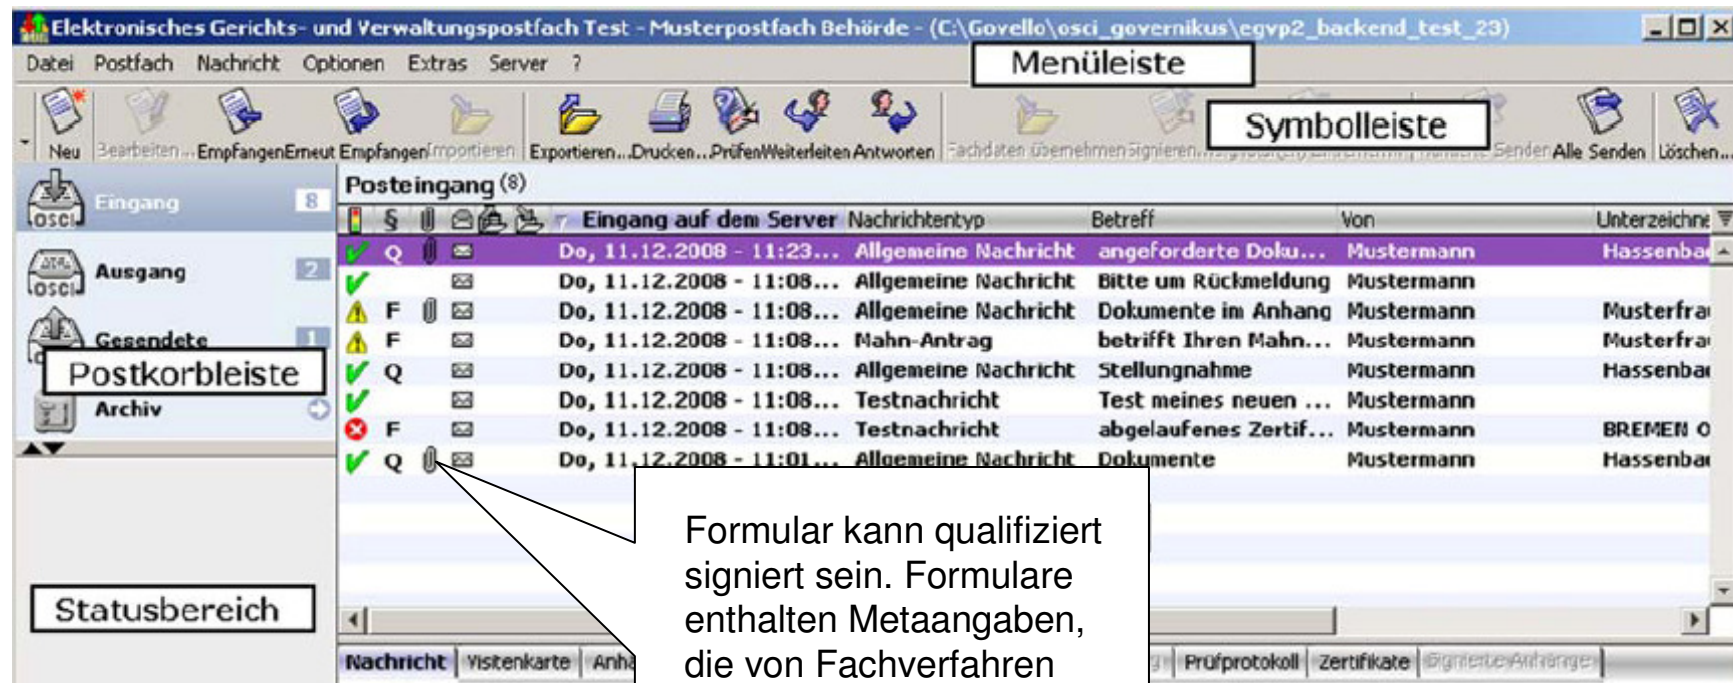 Elektronisches Gerichts- und Verwaltungspostfach Test - Musterpostfach Behörde - (C:\Govello\osci_governikus\egvp2_backend_test_23)
Datei Postfach Nachricht Optionen Extras Server ?
Menüleiste
Symbolleiste
Neu Bearbeiten... Empfangen Erneut Empfangen Importieren Exportieren... Drucken... Prüfen Weiterleiten Antworten Fachdaten übernehmen Signieren... Senden Alle Senden Löschen...
Eingang 8
Ausgang 2
Gesendete 1
Postkorbleiste
Archiv
Statusbereich
Posteingang (8)
§ Eingang auf dem Server Nachrichtentyp Betreff Von Unterzeichne
Q Do, 11.12.2008 - 11:23... Allgemeine Nachricht angeforderte Doku... Mustermann Hassenba
Do, 11.12.2008 - 11:08... Allgemeine Nachricht Bitte um Rückmeldung Mustermann
F Do, 11.12.2008 - 11:08... Allgemeine Nachricht Dokumente im Anhang Mustermann Musterfra
F Do, 11.12.2008 - 11:08... Mahn-Antrag betrifft Ihren Mahn... Mustermann Musterfra
Q Do, 11.12.2008 - 11:08... Allgemeine Nachricht Stellungnahme Mustermann Hassenba
Do, 11.12.2008 - 11:08... Testnachricht Test meines neuen ... Mustermann
F Do, 11.12.2008 - 11:08... Testnachricht abgelaufenes Zertif... Mustermann BREMEN O
Q Do, 11.12.2008 - 11:01... Allgemeine Nachricht Dokumente Mustermann Hassenba
Formular kann qualifiziert
signiert sein. Formulare
enthalten Metaangaben,
die von Fachverfahren
Nachricht Visitenkarte Anhä Prüfprotokoll Zertifikate Signierte Anhänge